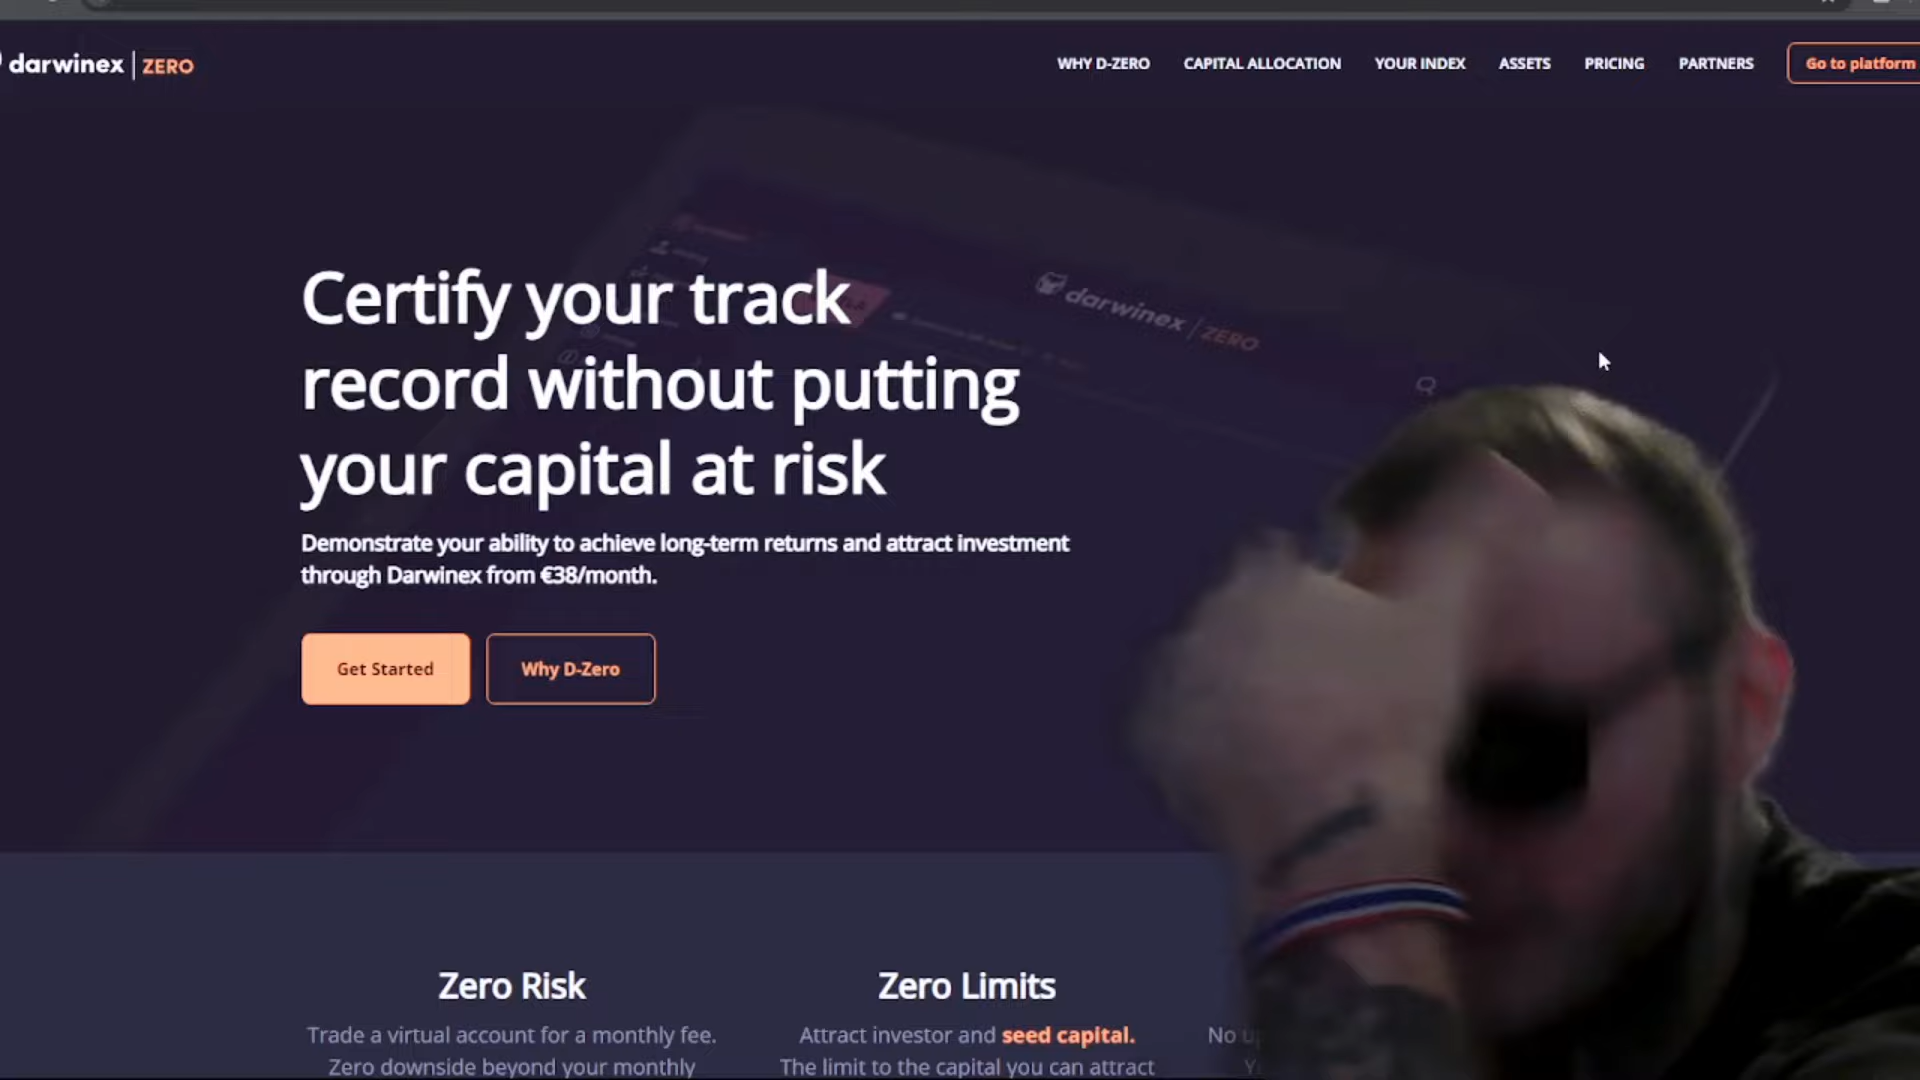 darwinex | ZERO
WHY D-ZERO
CAPITAL ALLOCATION
YOUR INDEX
ASSETS
PRICING
PARTNERS
Go to platform
darwinex | ZERO
Certify your track
record without putting
your capital at risk
Demonstrate your ability to achieve long-term returns and attract investment
through Darwinex from €38/month.
Get Started
Why D-Zero
Zero Risk
Trade a virtual account for a monthly fee.
Zero downside beyond your monthly
Zero Limits
Attract investor and seed capital.
The limit to the capital you can attract
No